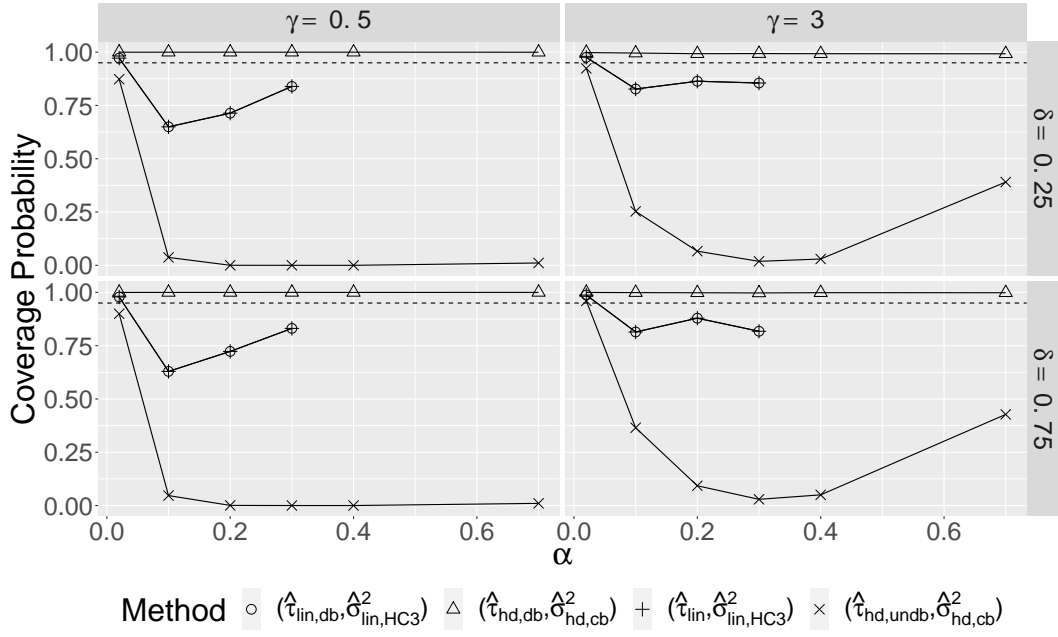 γ = 0.5
γ = 3
1.00
0.75
0.50
0.25
0.00
δ = 0.25
Coverage Probability
1.00
0.75
0.50
0.25
0.00
δ = 0.75
0.0 0.2 0.4 0.6 0.0 0.2 0.4 0.6
α
Method (τ̂lin,db,σ̂²lin,HC3) (τ̂hd,db,σ̂²hd,cb) (τ̂lin,σ̂²lin,HC3) (τ̂hd,undb,σ̂²hd,cb)